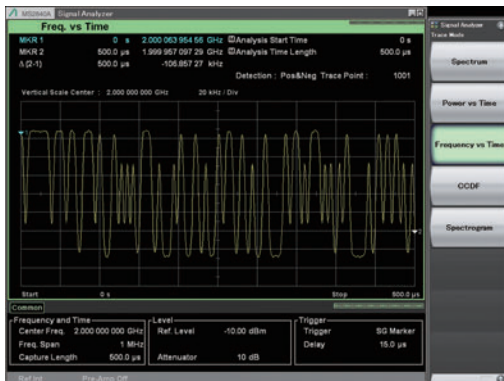 MS2840A Signal Analyzer
Freq. vs Time
MKR 1 0 s 2.000 063 954 56 GHz Analysis Start Time 0 s
MKR 2 500.0 µs 1.999 957 097 29 GHz Analysis Time Length 500.0 µs
Δ(2-1) 500.0 µs -106.857 27 kHz
Detection : Pos&Neg Trace Point : 1001
Vertical Scale Center : 2.000 000 000 GHz 20 kHz / Div
1
2
Start 0 s Stop 500.0 µs
Common
Frequency and Time
Center Freq. 2.000 000 000 GHz
Freq. Span 1 MHz
Capture Length 500.0 µs
Level
Ref. Level -10.00 dBm
Attenuator 10 dB
Trigger
Trigger SG Marker
Delay 15.0 µs
Ref.Int Pre-Amp Off
Signal Analyzer
Trace Mode
Spectrum
Power vs Time
Frequency vs Time
CCDF
Spectrogram